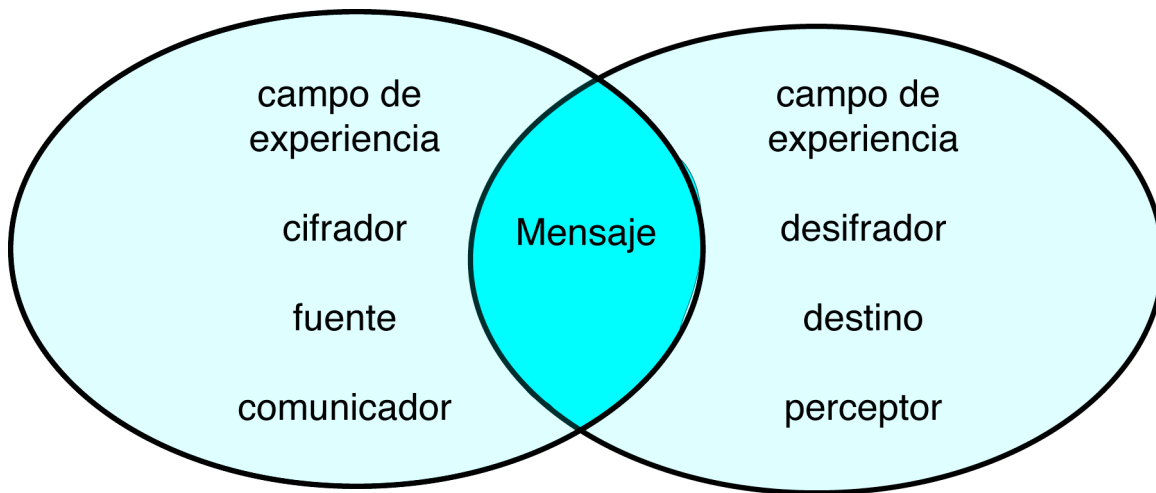 campo de
experiencia
cifrador
fuente
comunicador
Mensaje
campo de
experiencia
desifrador
destino
perceptor